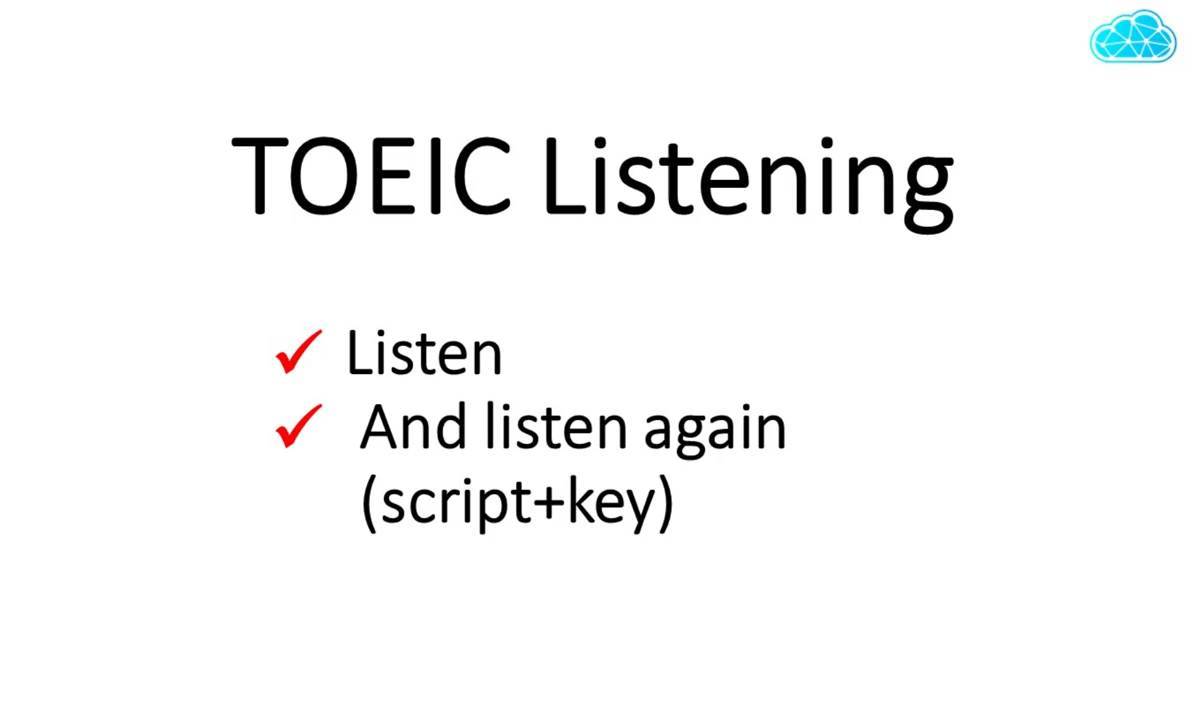 TOEIC Listening
✓ Listen
✓ And listen again
(script+key)